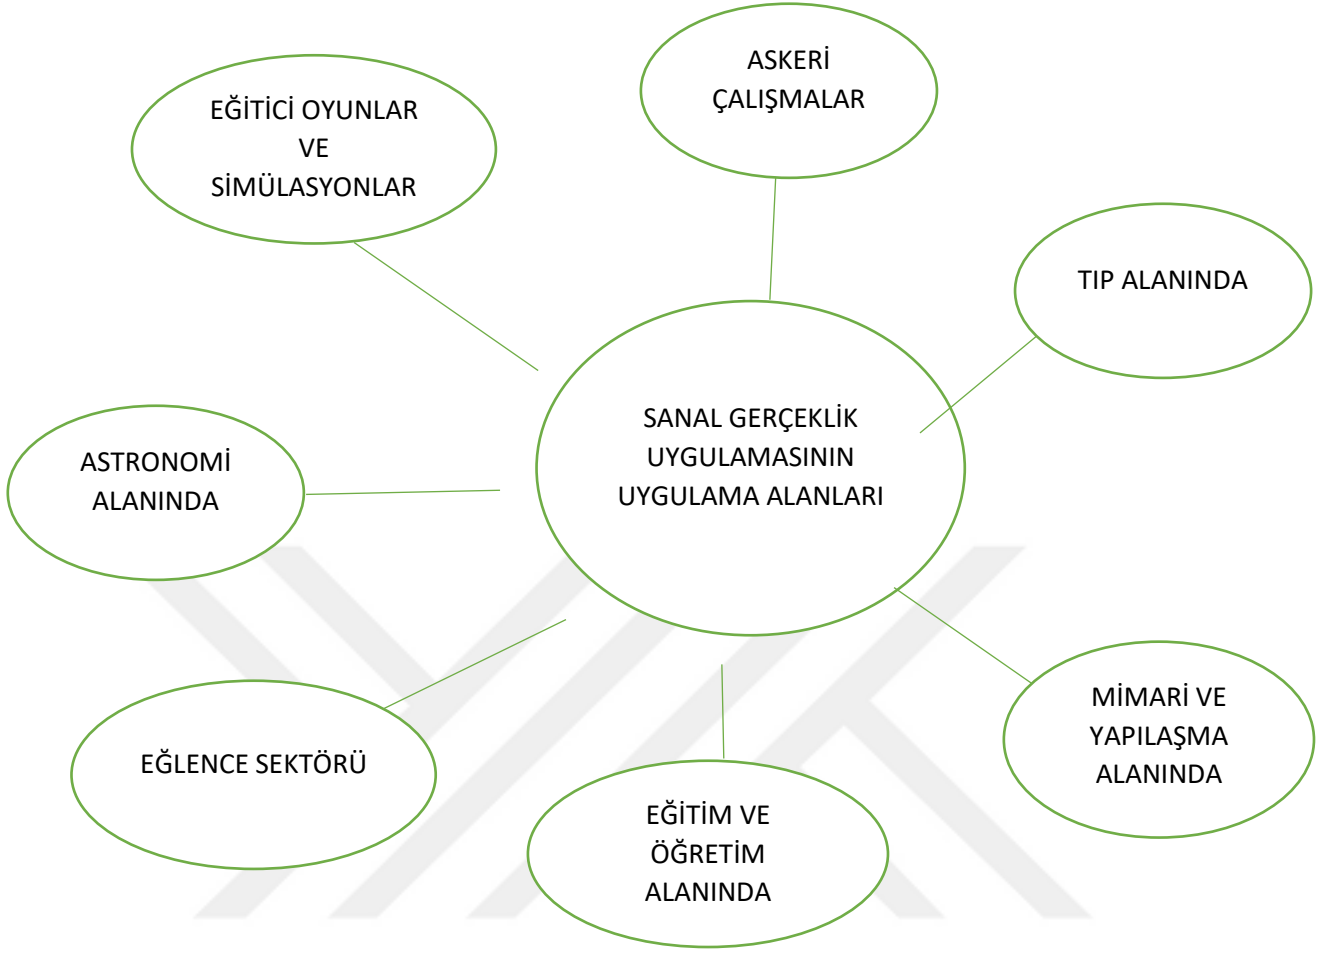 ASKERİ
ÇALIŞMALAR
EĞİTİCİ OYUNLAR
VE
SİMÜLASYONLAR
TIP ALANINDA
SANAL GERÇEKLİK
UYGULAMASININ
UYGULAMA ALANLARI
ASTRONOMİ
ALANINDA
MİMARİ VE
YAPILAŞMA
ALANINDA
EĞLENCE SEKTÖRÜ
EĞİTİM VE
ÖĞRETİM
ALANINDA